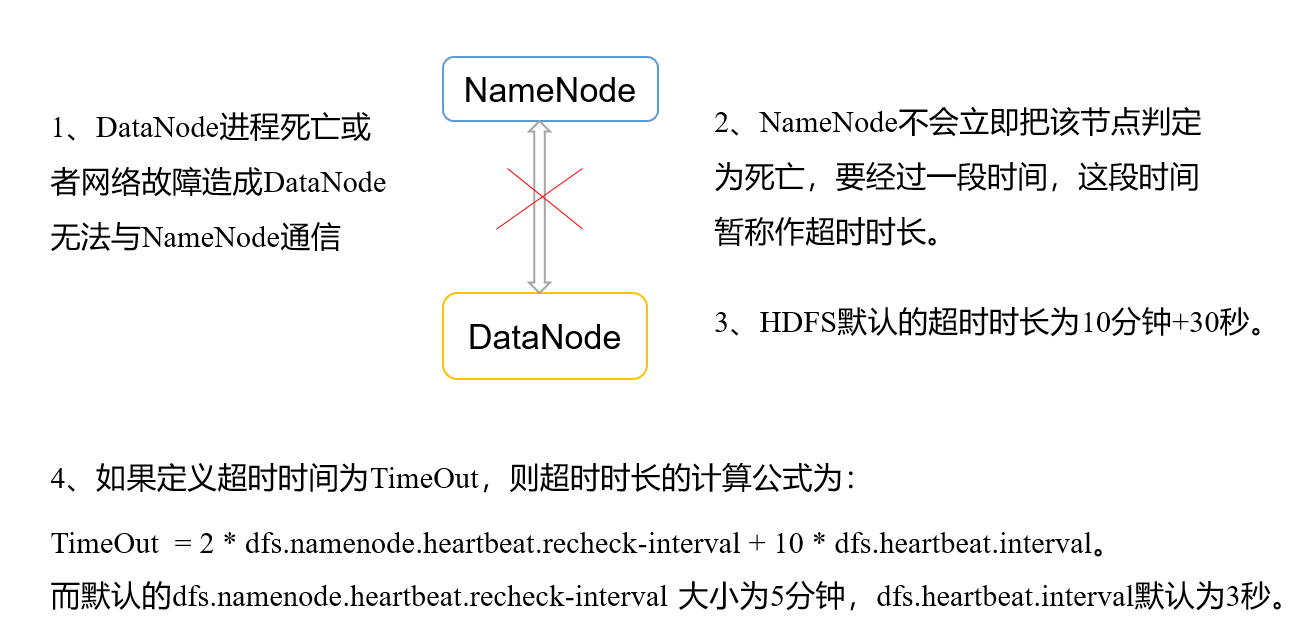 NameNode
1、DataNode进程死亡或
者网络故障造成DataNode
无法与NameNode通信
2、NameNode不会立即把该节点判定
为死亡，要经过一段时间，这段时间
暂称作超时时长。
DataNode
3、HDFS默认的超时时长为10分钟+30秒。
4、如果定义超时时间为TimeOut，则超时时长的计算公式为：
TimeOut  = 2 * dfs.namenode.heartbeat.recheck-interval + 10 * dfs.heartbeat.interval。
而默认的dfs.namenode.heartbeat.recheck-interval 大小为5分钟，dfs.heartbeat.interval默认为3秒。